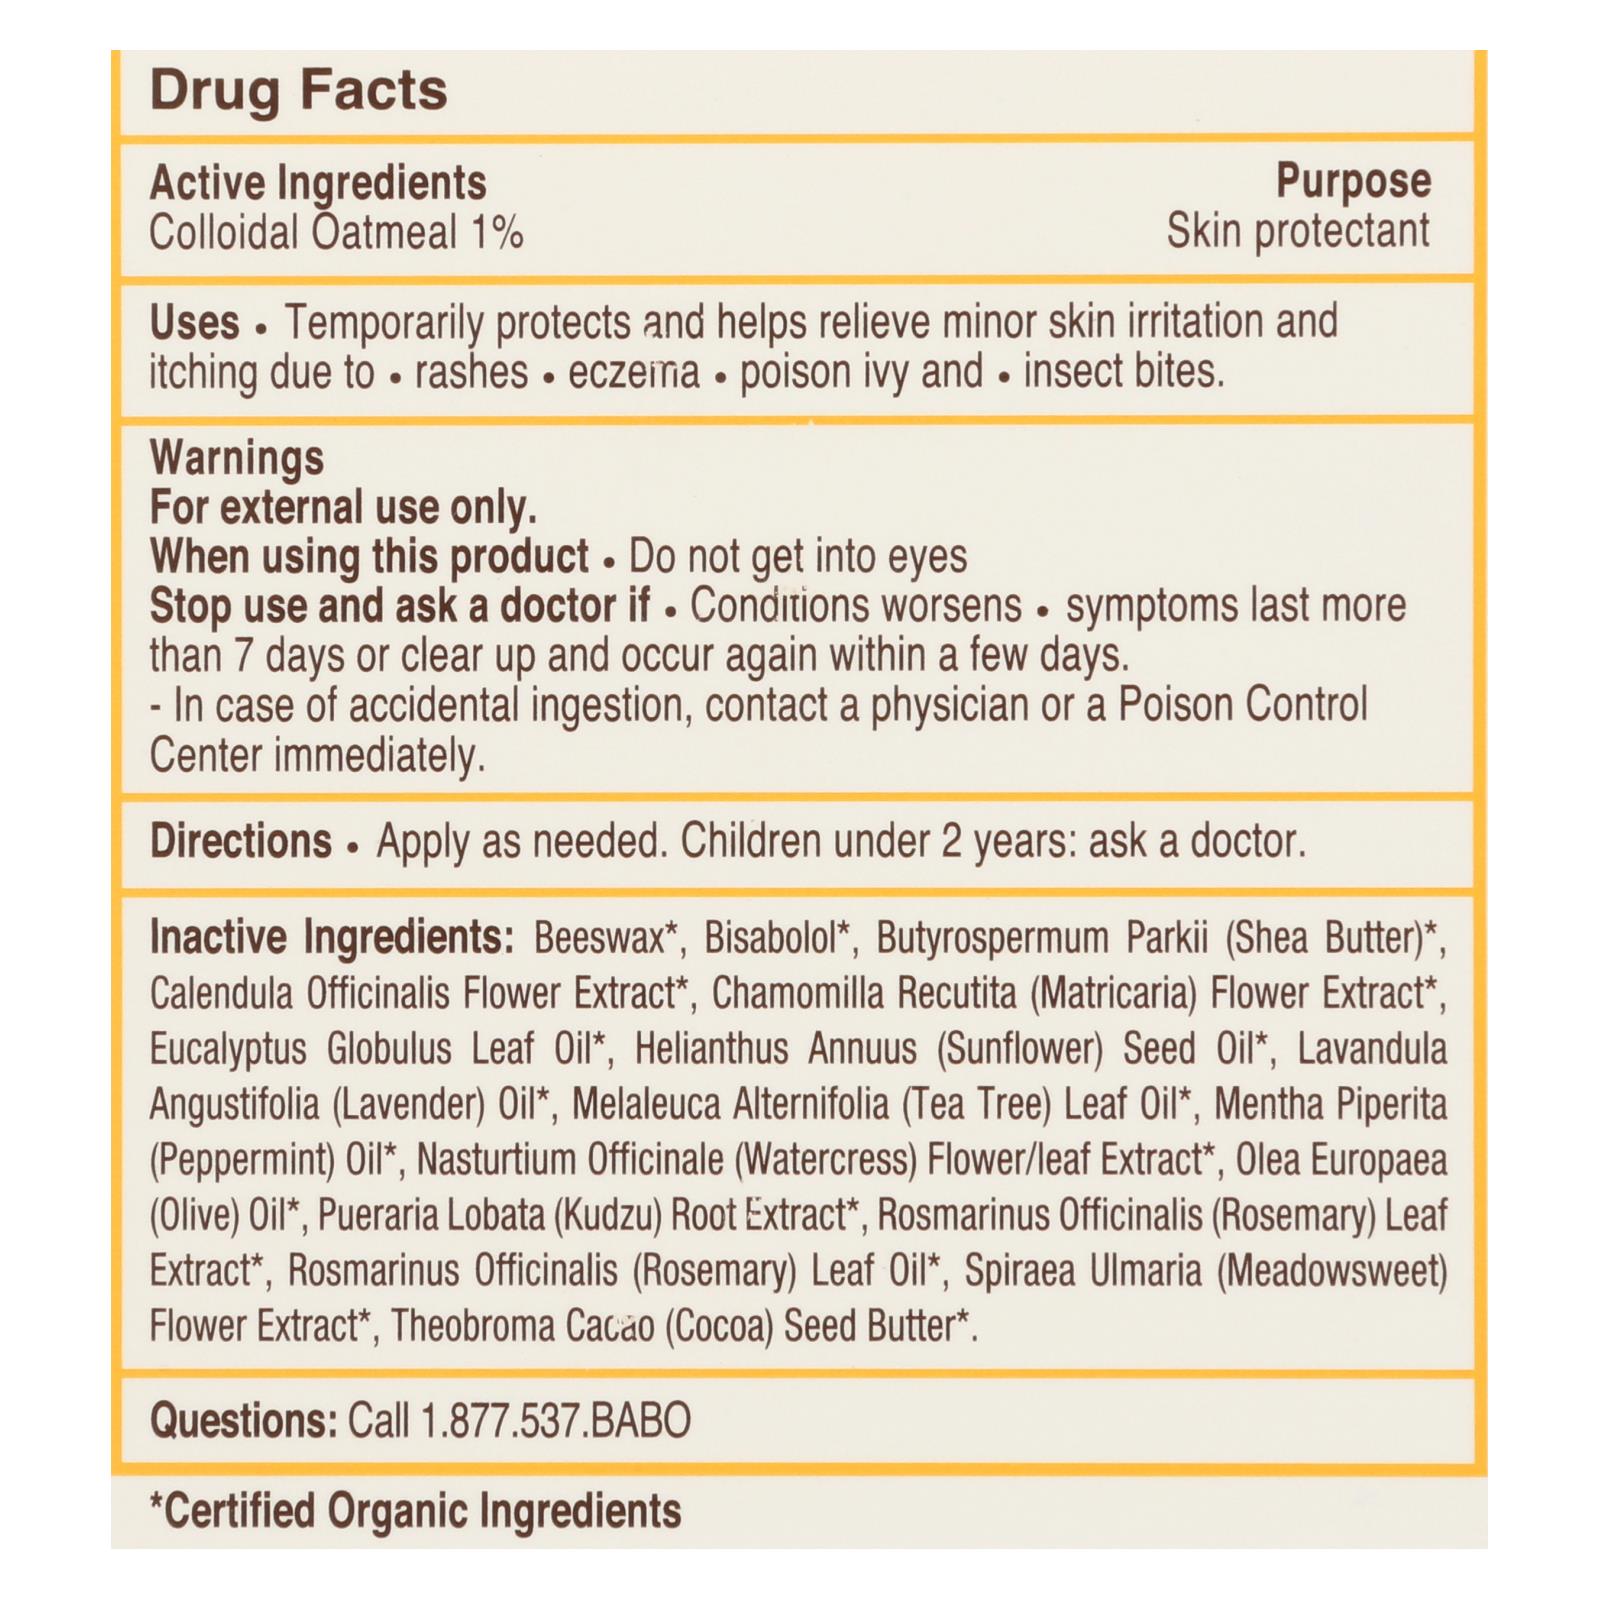 Drug Facts
Active Ingredients
Purpose
Colloidal Oatmeal 1%
Skin protectant
Uses • Temporarily protects and helps relieve minor skin irritation and
itching due to • rashes • eczema • poison ivy and • insect bites.
Warnings
For external use only.
When using this product • Do not get into eyes
Stop use and ask a doctor if • Conditions worsens • symptoms last more
than 7 days or clear up and occur again within a few days.
- In case of accidental ingestion, contact a physician or a Poison Control
Center immediately.
Directions • Apply as needed. Children under 2 years: ask a doctor.
Inactive Ingredients: Beeswax*, Bisabolol*, Butyrospermum Parkii (Shea Butter)*,
Calendula Officinalis Flower Extract*, Chamomilla Recutita (Matricaria) Flower Extract*,
Eucalyptus Globulus Leaf Oil*, Helianthus Annuus (Sunflower) Seed Oil*, Lavandula
Angustifolia (Lavender) Oil*, Melaleuca Alternifolia (Tea Tree) Leaf Oil*, Mentha Piperita
(Peppermint) Oil*, Nasturtium Officinale (Watercress) Flower/leaf Extract*, Olea Europaea
(Olive) Oil*, Pueraria Lobata (Kudzu) Root Extract*, Rosmarinus Officinalis (Rosemary) Leaf
Extract*, Rosmarinus Officinalis (Rosemary) Leaf Oil*, Spiraea Ulmaria (Meadowsweet)
Flower Extract*, Theobroma Cacao (Cocoa) Seed Butter*.
Questions: Call 1.877.537.BABO
*Certified Organic Ingredients